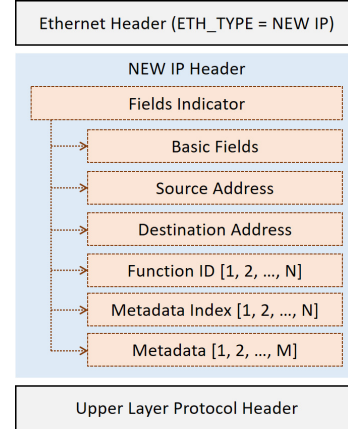 Ethernet Header (ETH_TYPE = NEW IP)
NEW IP Header
Fields Indicator
Basic Fields
Source Address
Destination Address
Function ID [1, 2, ..., N]
Metadata Index [1, 2, ..., N]
Metadata [1, 2, ..., M]
Upper Layer Protocol Header